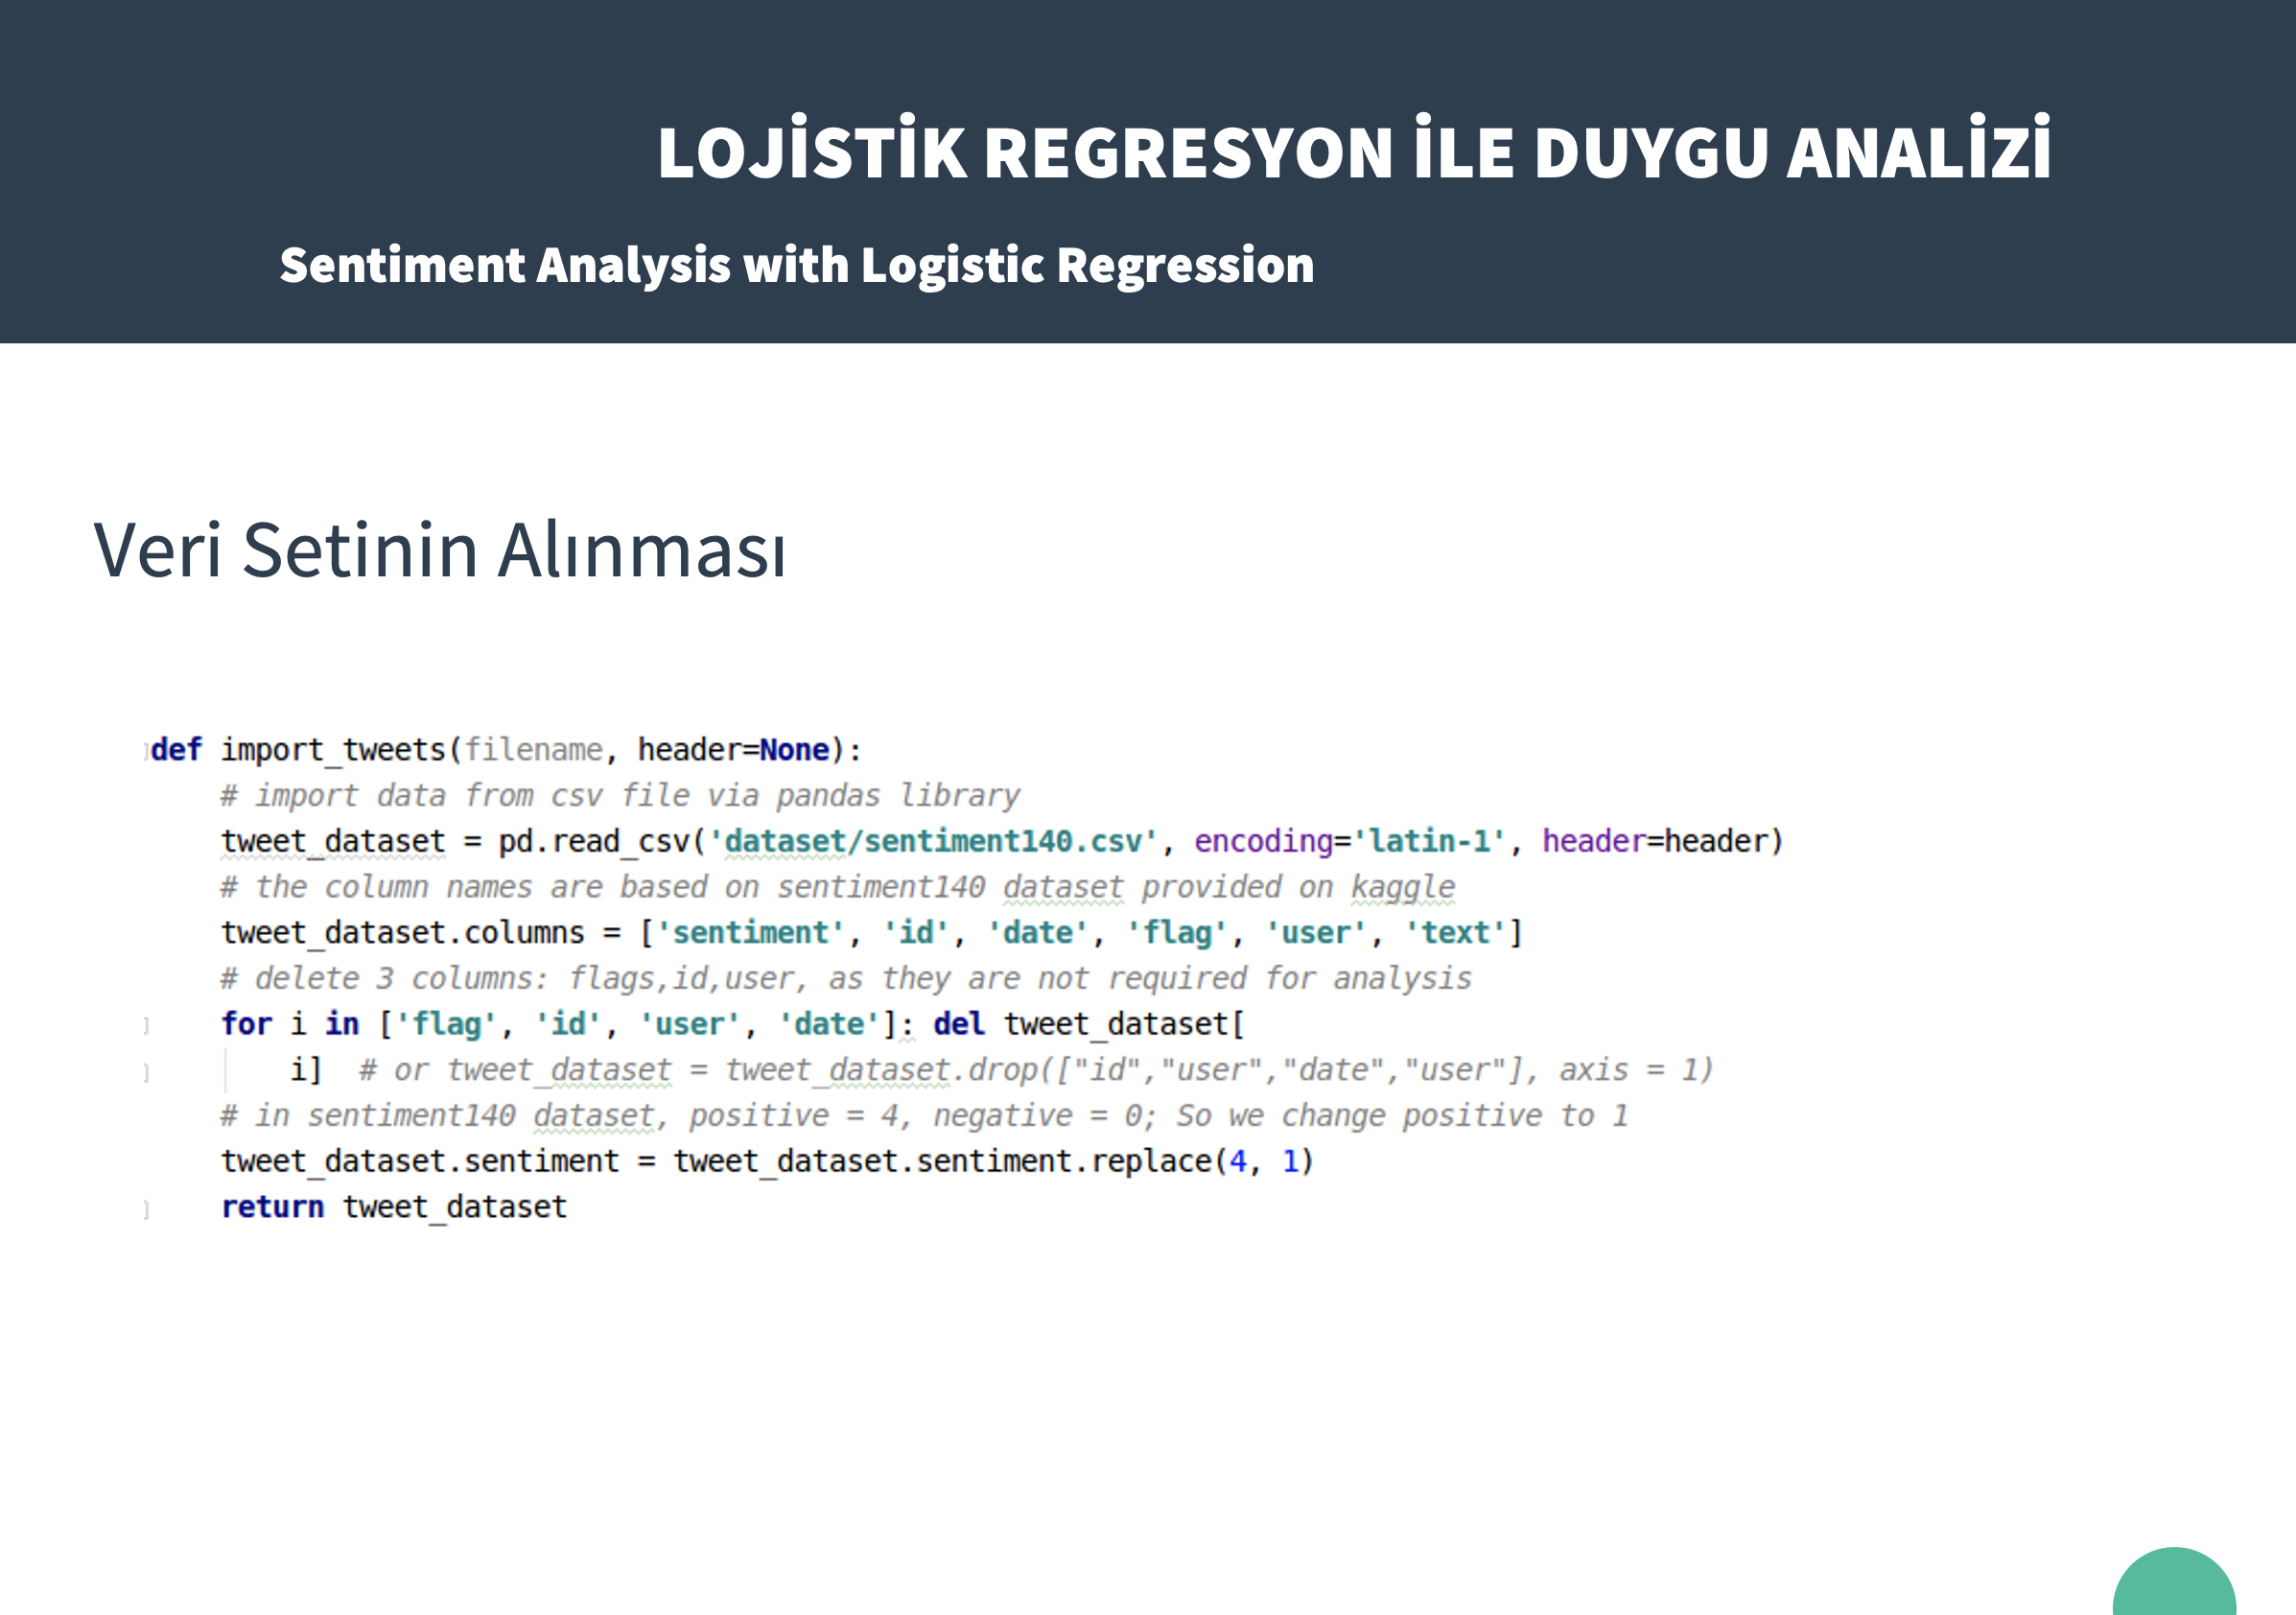 LOJİSTİK REGRESYON İLE DUYGU ANALİZİ
Sentiment Analysis with Logistic Regression
Veri Setinin Alınması
def import_tweets(filename, header=None):
    # import data from csv file via pandas library
    tweet_dataset = pd.read_csv('dataset/sentiment140.csv', encoding='latin-1', header=header)
    # the column names are based on sentiment140 dataset provided on kaggle
    tweet_dataset.columns = ['sentiment', 'id', 'date', 'flag', 'user', 'text']
    # delete 3 columns: flags,id,user, as they are not required for analysis
    for i in ['flag', 'id', 'user', 'date']: del tweet_dataset[
        i]  # or tweet_dataset = tweet_dataset.drop(["id","user","date","user"], axis = 1)
    # in sentiment140 dataset, positive = 4, negative = 0; So we change positive to 1
    tweet_dataset.sentiment = tweet_dataset.sentiment.replace(4, 1)
    return tweet_dataset